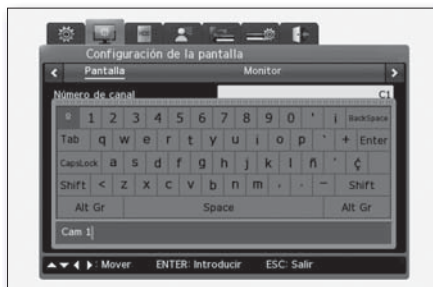 Configuración de la pantalla
Pantalla Monitor
Número de canal C1
º 1 2 3 4 5 6 7 8 9 0 ' ¡ BackSpace
Tab q w e r t y u i o p ` + Enter
CapsLock a s d f g h j k l ñ ´ ç
Shift < z x c v b n m , . - Shift
Alt Gr Space Alt Gr
Cam 1
: Mover ENTER: Introducir ESC: Salir